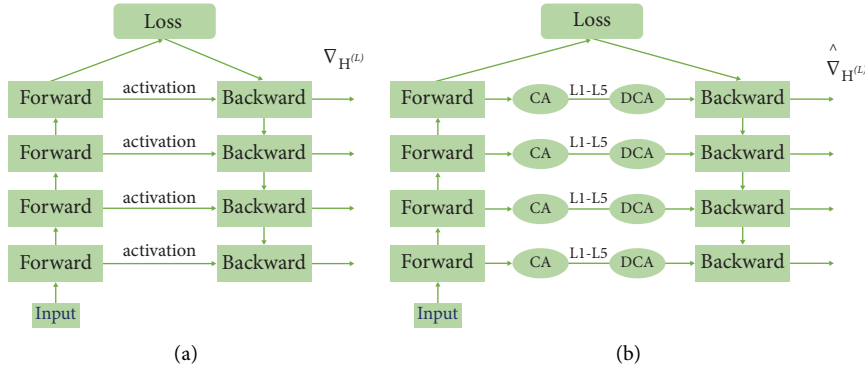 Loss
∇H(L)
Forward activation Backward
Forward activation Backward
Forward activation Backward
Forward activation Backward
Input
(a)
Loss
∇̂H(L)
Forward CA L1-L5 DCA Backward
Forward CA L1-L5 DCA Backward
Forward CA L1-L5 DCA Backward
Forward CA L1-L5 DCA Backward
Input
(b)